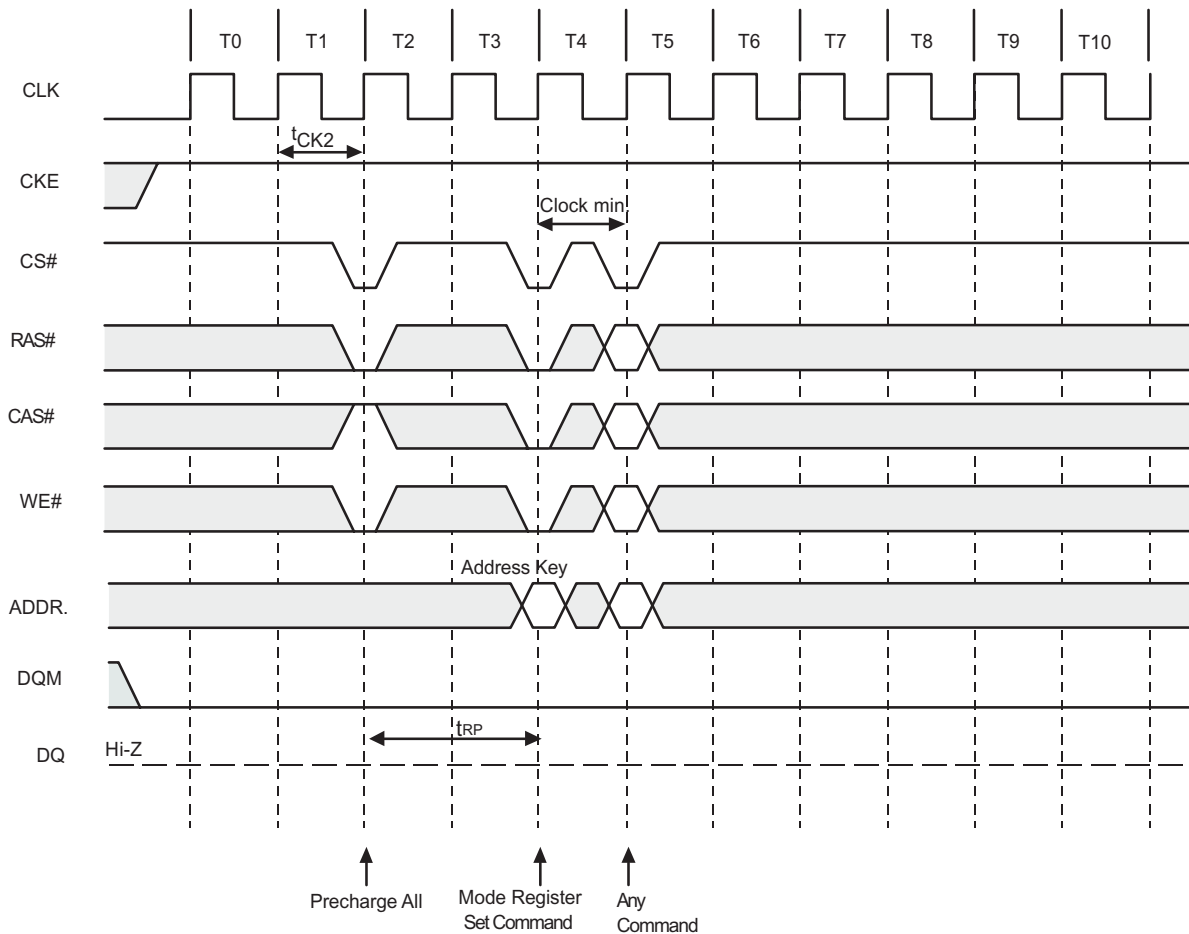 T0 T1 T2 T3 T4 T5 T6 T7 T8 T9 T10
CLK
tCK2
CKE
Clock min
CS#
RAS#
CAS#
WE#
Address Key
ADDR.
DQM
tRP
DQ Hi-Z
Precharge All
Mode Register
Set Command
Any
Command